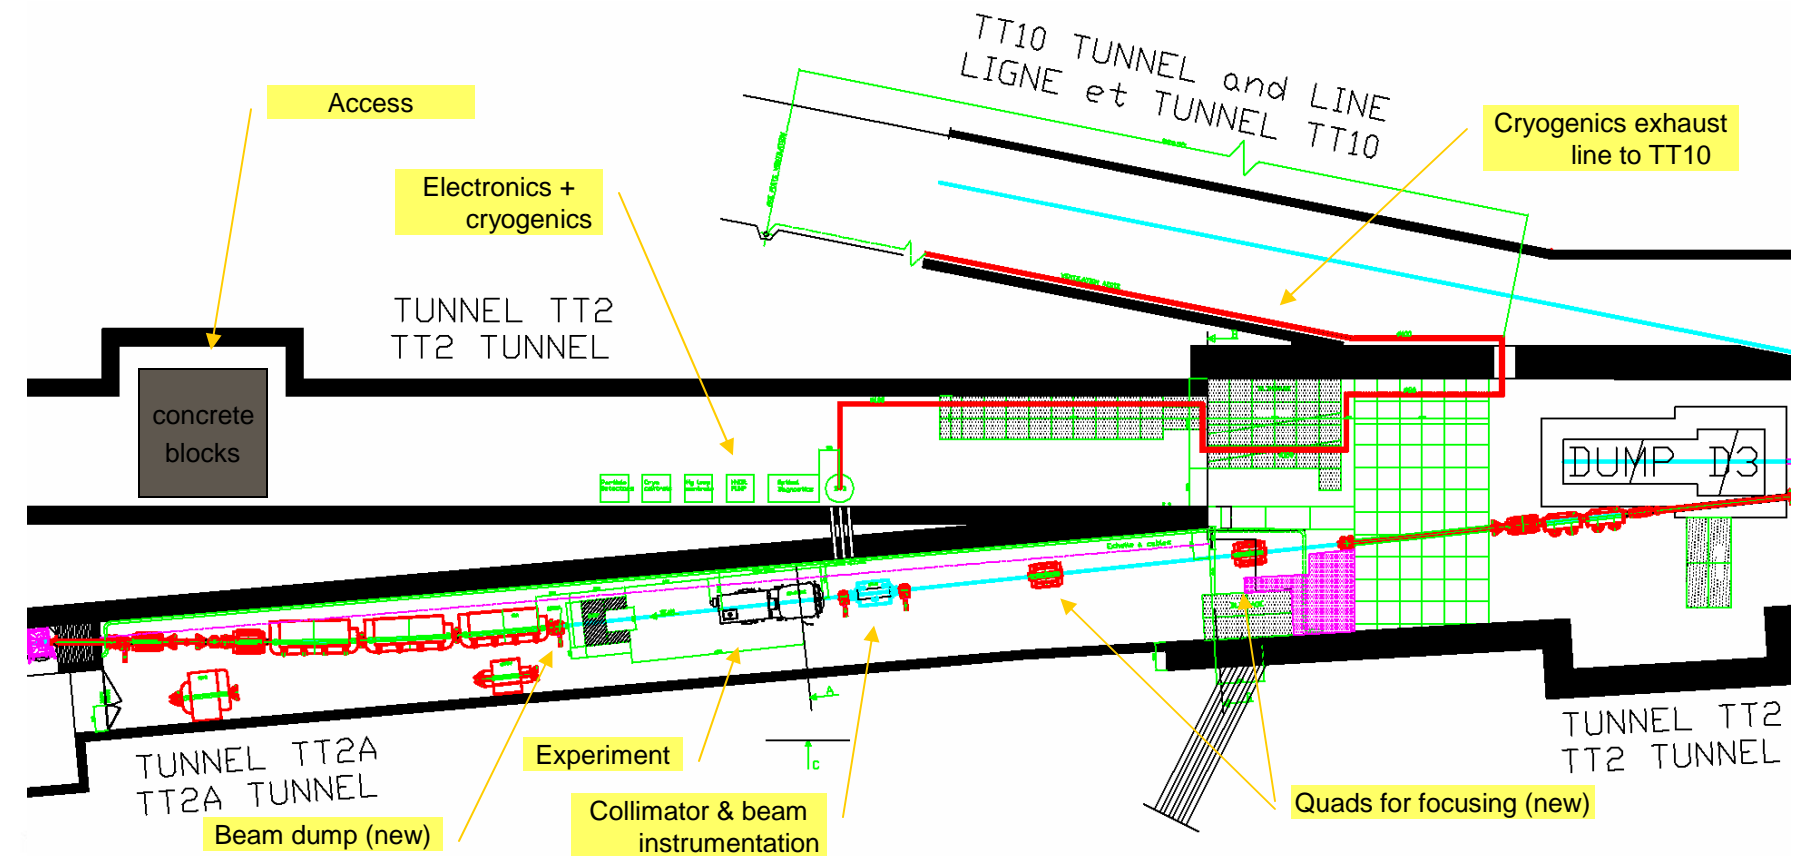 TT10 TUNNEL and LINE
LIGNE et TUNNEL TT10
Access
Cryogenics exhaust
line to TT10
Electronics +
cryogenics
TUNNEL TT2
TT2 TUNNEL
concrete
blocks
DUMP D3
Echelle à cables
A
C
TUNNEL TT2A
TT2A TUNNEL
Experiment
Collimator & beam
instrumentation
Beam dump (new)
Quads for focusing (new)
TUNNEL TT2
TT2 TUNNEL